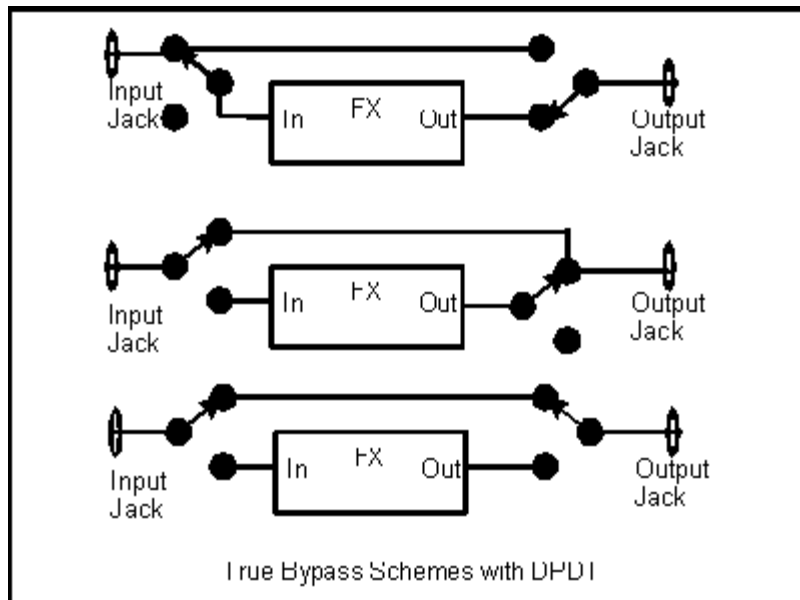 Input
Jack
In
FX
Out
Output
Jack
Input
Jack
In
FX
Out
Output
Jack
Input
Jack
In
FX
Out
Output
Jack
True Bypass Schemes with DPDT